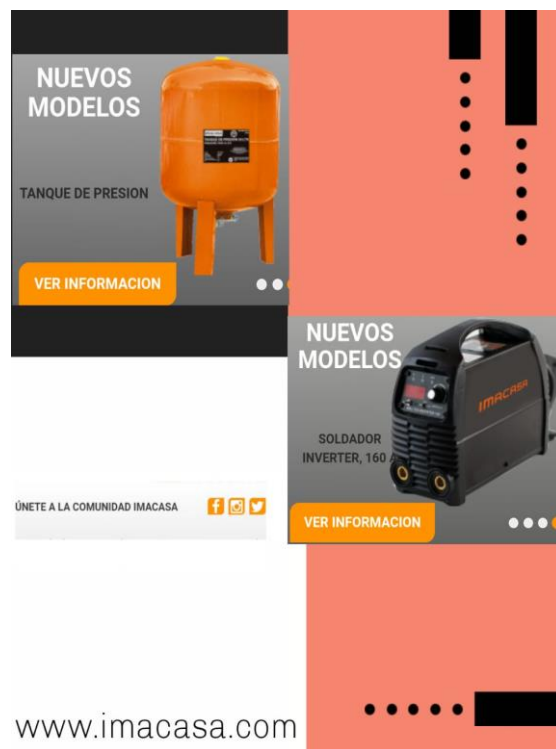 NUEVOS
MODELOS
TANQUE DE PRESION
VER INFORMACION
NUEVOS
MODELOS
IMACASA
SOLDADOR
INVERTER, 160 A
VER INFORMACION
ÚNETE A LA COMUNIDAD IMACASA
www.imacasa.com